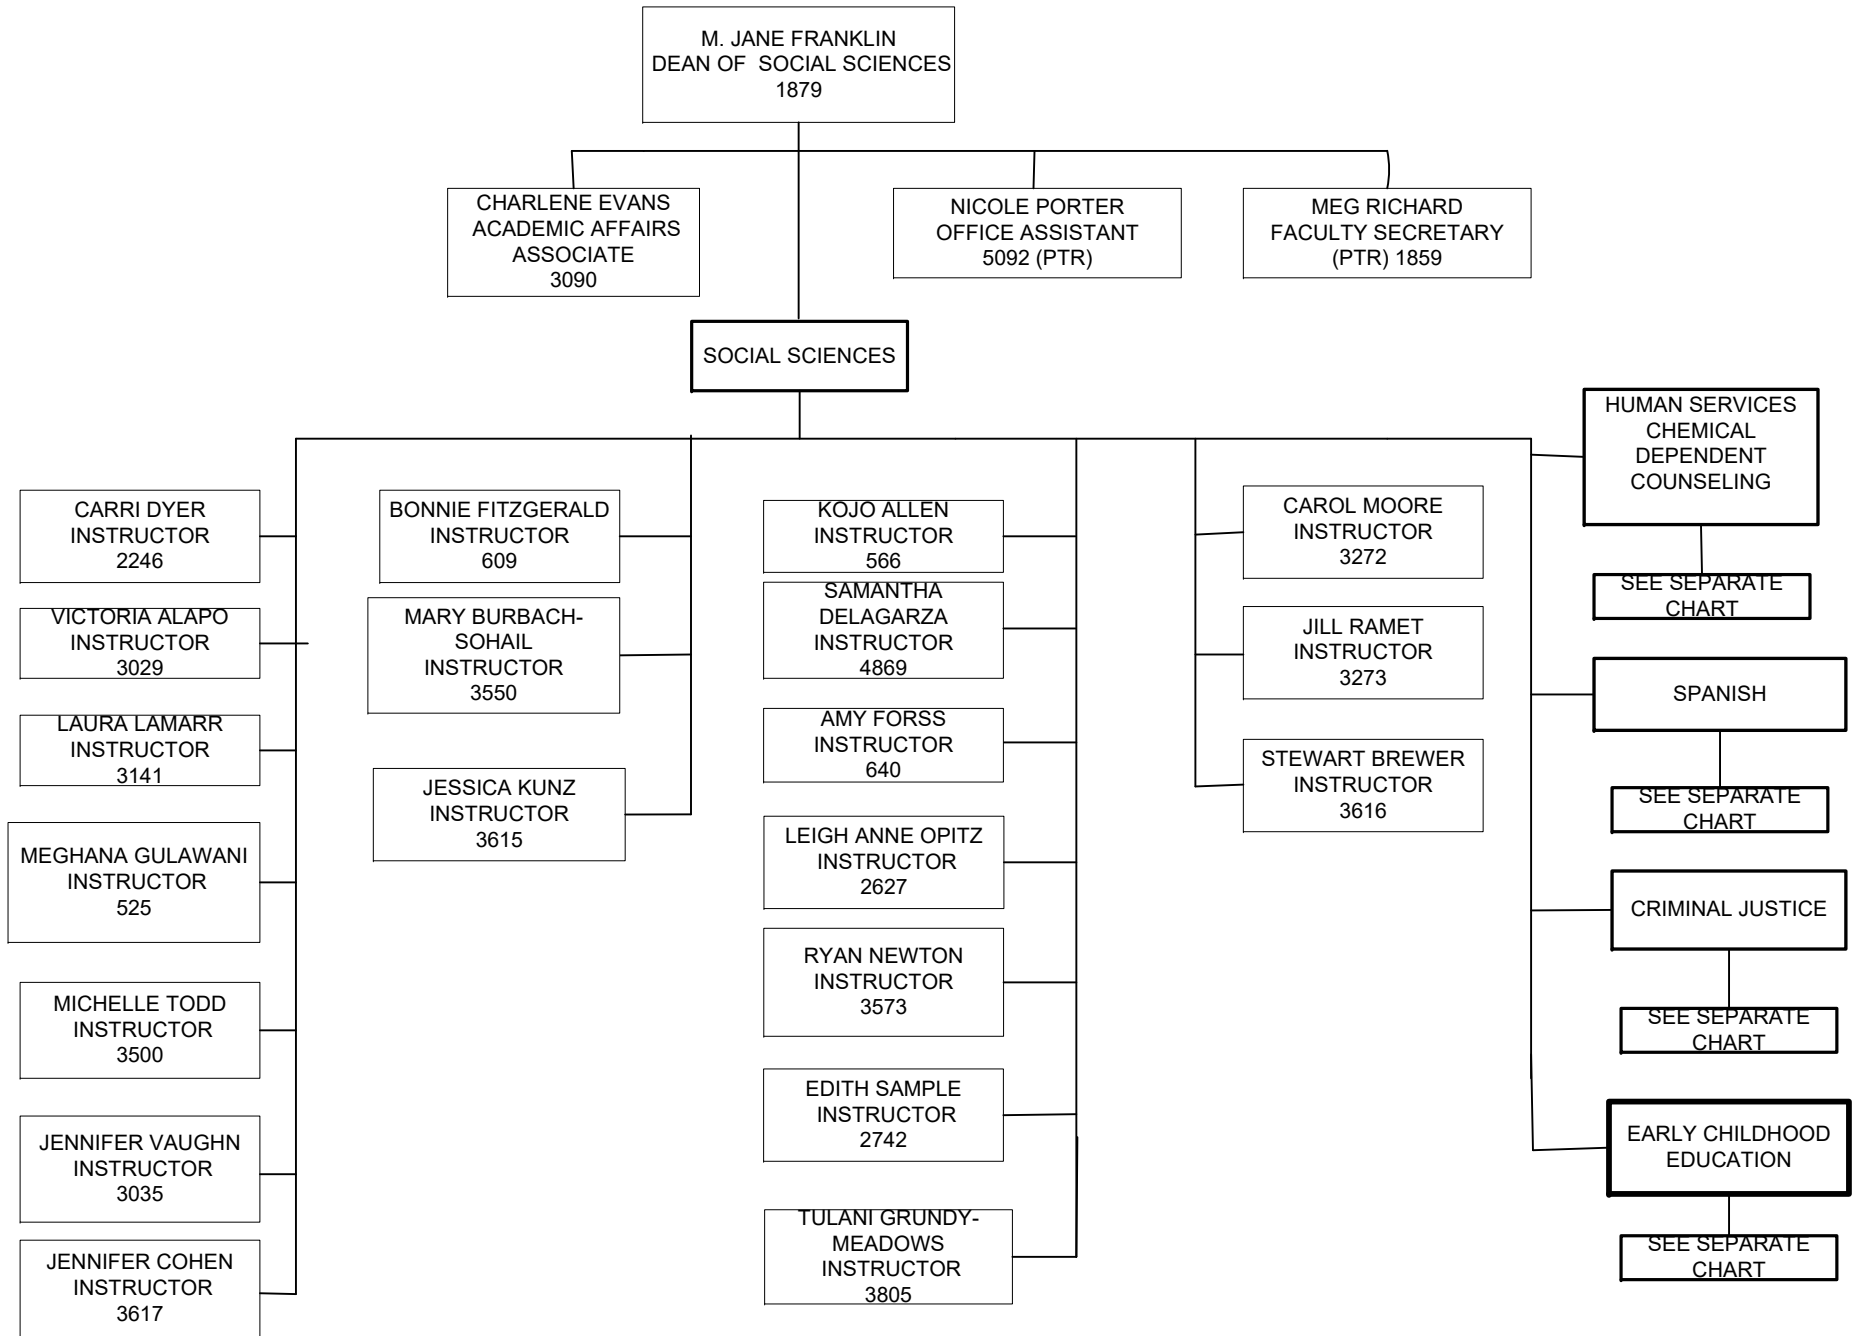 M. JANE FRANKLIN
DEAN OF SOCIAL SCIENCES
1879
CHARLENE EVANS
ACADEMIC AFFAIRS
ASSOCIATE
3090
NICOLE PORTER
OFFICE ASSISTANT
5092 (PTR)
MEG RICHARD
FACULTY SECRETARY
(PTR) 1859
SOCIAL SCIENCES
CARRI DYER
INSTRUCTOR
2246
VICTORIA ALAPO
INSTRUCTOR
3029
LAURA LAMARR
INSTRUCTOR
3141
MEGHANA GULAWANI
INSTRUCTOR
525
MICHELLE TODD
INSTRUCTOR
3500
JENNIFER VAUGHN
INSTRUCTOR
3035
JENNIFER COHEN
INSTRUCTOR
3617
BONNIE FITZGERALD
INSTRUCTOR
609
MARY BURBACH-
SOHAIL
INSTRUCTOR
3550
JESSICA KUNZ
INSTRUCTOR
3615
KOJO ALLEN
INSTRUCTOR
566
SAMANTHA
DELAGARZA
INSTRUCTOR
4869
AMY FORSS
INSTRUCTOR
640
LEIGH ANNE OPITZ
INSTRUCTOR
2627
RYAN NEWTON
INSTRUCTOR
3573
EDITH SAMPLE
INSTRUCTOR
2742
TULANI GRUNDY-
MEADOWS
INSTRUCTOR
3805
CAROL MOORE
INSTRUCTOR
3272
JILL RAMET
INSTRUCTOR
3273
STEWART BREWER
INSTRUCTOR
3616
HUMAN SERVICES
CHEMICAL
DEPENDENT
COUNSELING
SEE SEPARATE
CHART
SPANISH
SEE SEPARATE
CHART
CRIMINAL JUSTICE
SEE SEPARATE
CHART
EARLY CHILDHOOD
EDUCATION
SEE SEPARATE
CHART